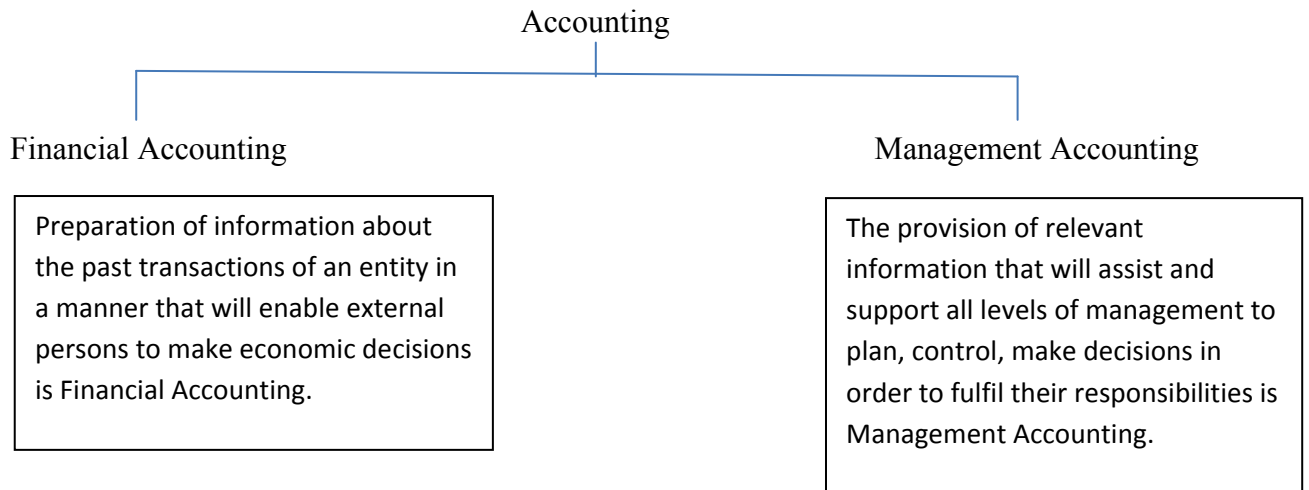 Accounting
Financial Accounting
Management Accounting
Preparation of information about
the past transactions of an entity in
a manner that will enable external
persons to make economic decisions
is Financial Accounting.
The provision of relevant
information that will assist and
support all levels of management to
plan, control, make decisions in
order to fulfil their responsibilities is
Management Accounting.